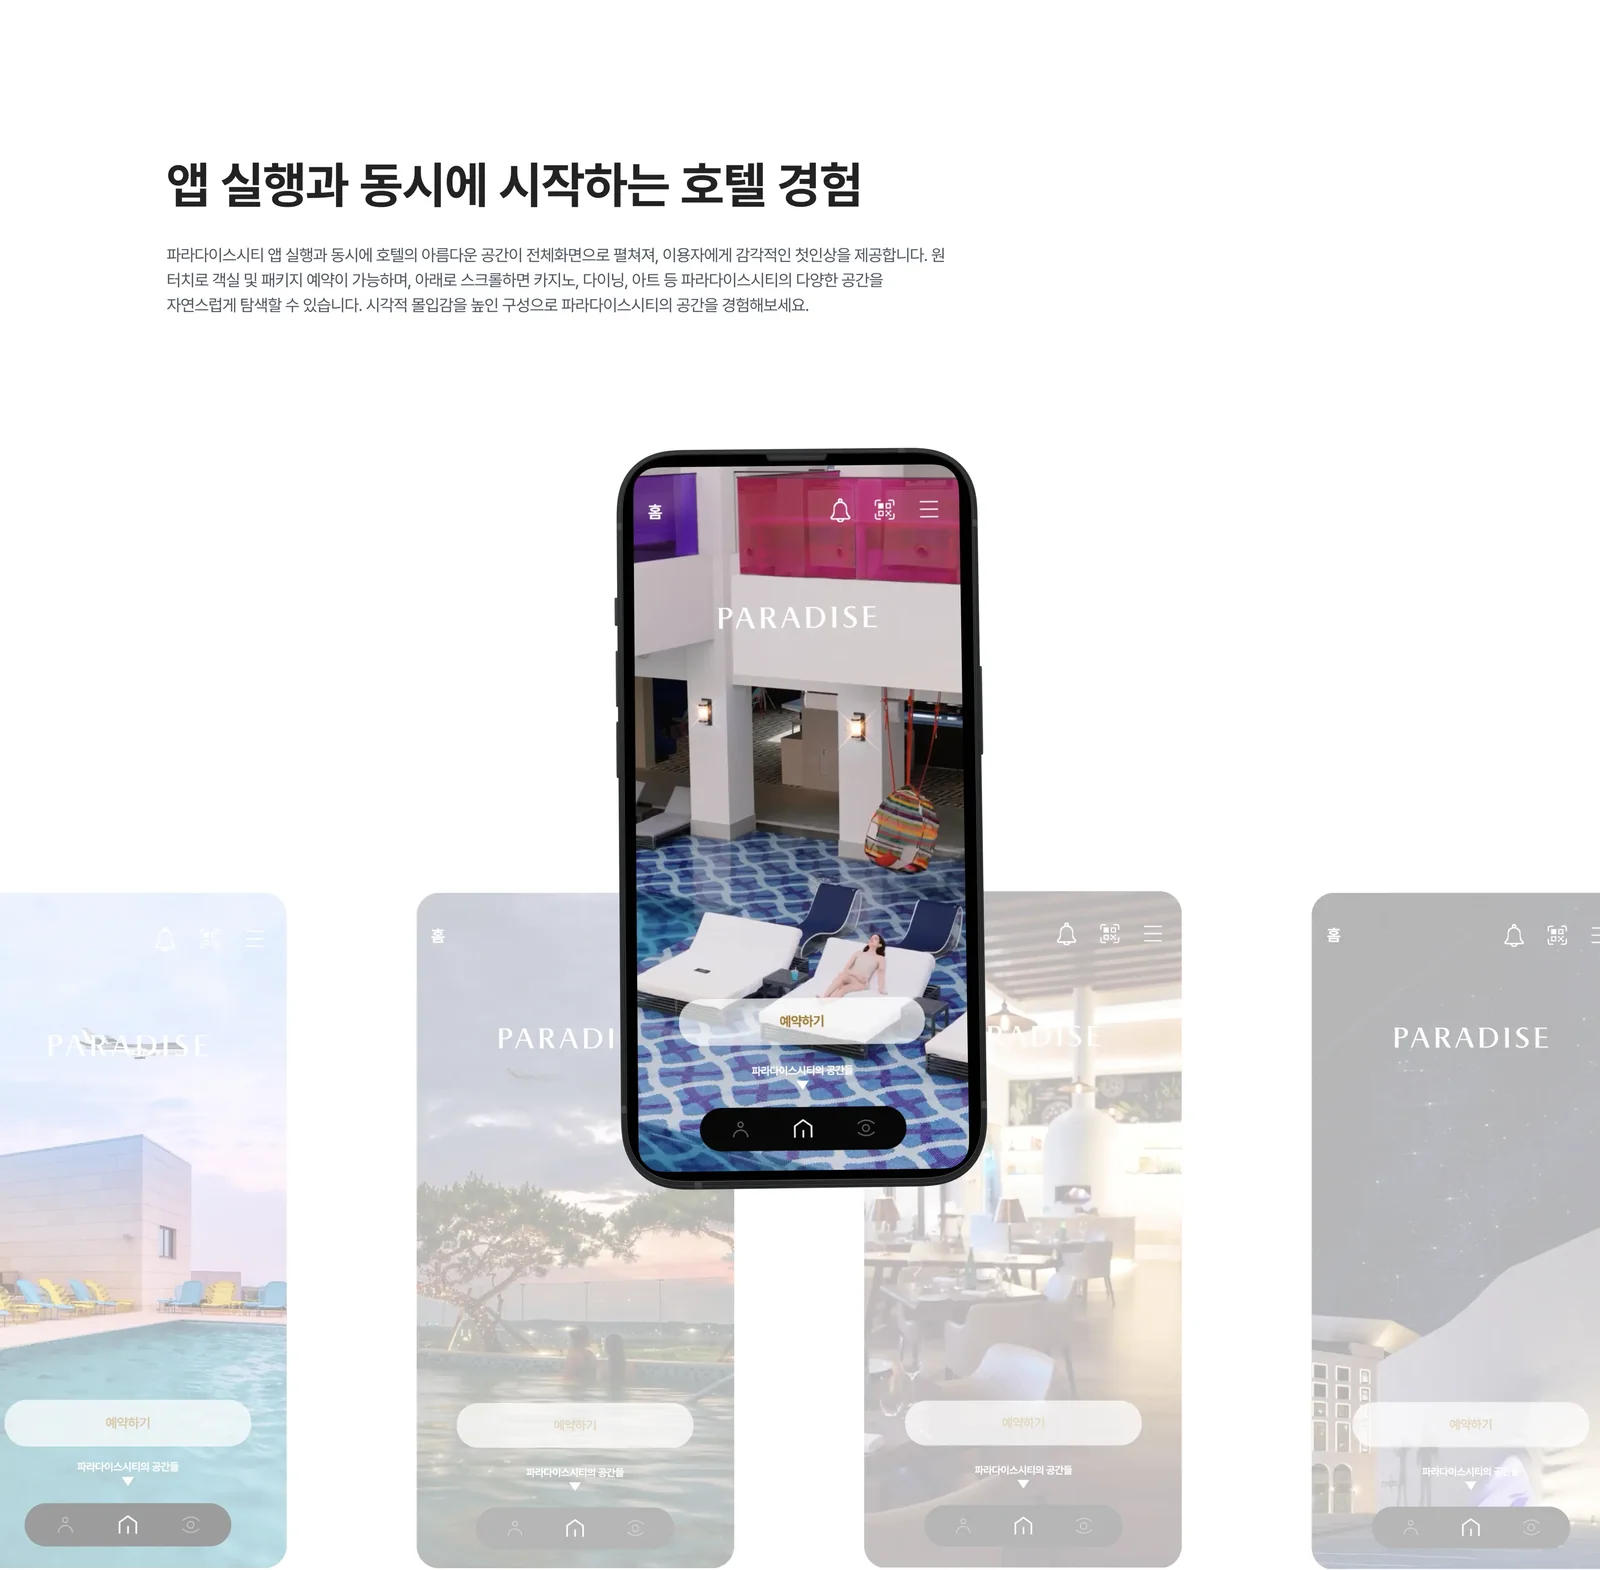 앱 실행과 동시에 시작하는 호텔 경험
파라다이스시티 앱 실행과 동시에 호텔의 아름다운 공간이 전체화면으로 펼쳐져, 이용자에게 감각적인 첫인상을 제공합니다. 원
터치로 객실 및 패키지 예약이 가능하며, 아래로 스크롤하면 카지노, 다이닝, 아트 등 파라다이스시티의 다양한 공간을
자연스럽게 탐색할 수 있습니다. 시각적 몰입감을 높인 구성으로 파라다이스시티의 공간을 경험해보세요.
홈
PARADISE
예약하기
파라다이스시티의 공간들
PARADISE
예약하기
파라다이스시티의 공간들
홈
PARADI
예약하기
파라다이스시티의 공간들
RADISE
예약하기
파라다이스시티의 공간들
홈
PARADISE
예약하기
파라다이스시티의 공간들